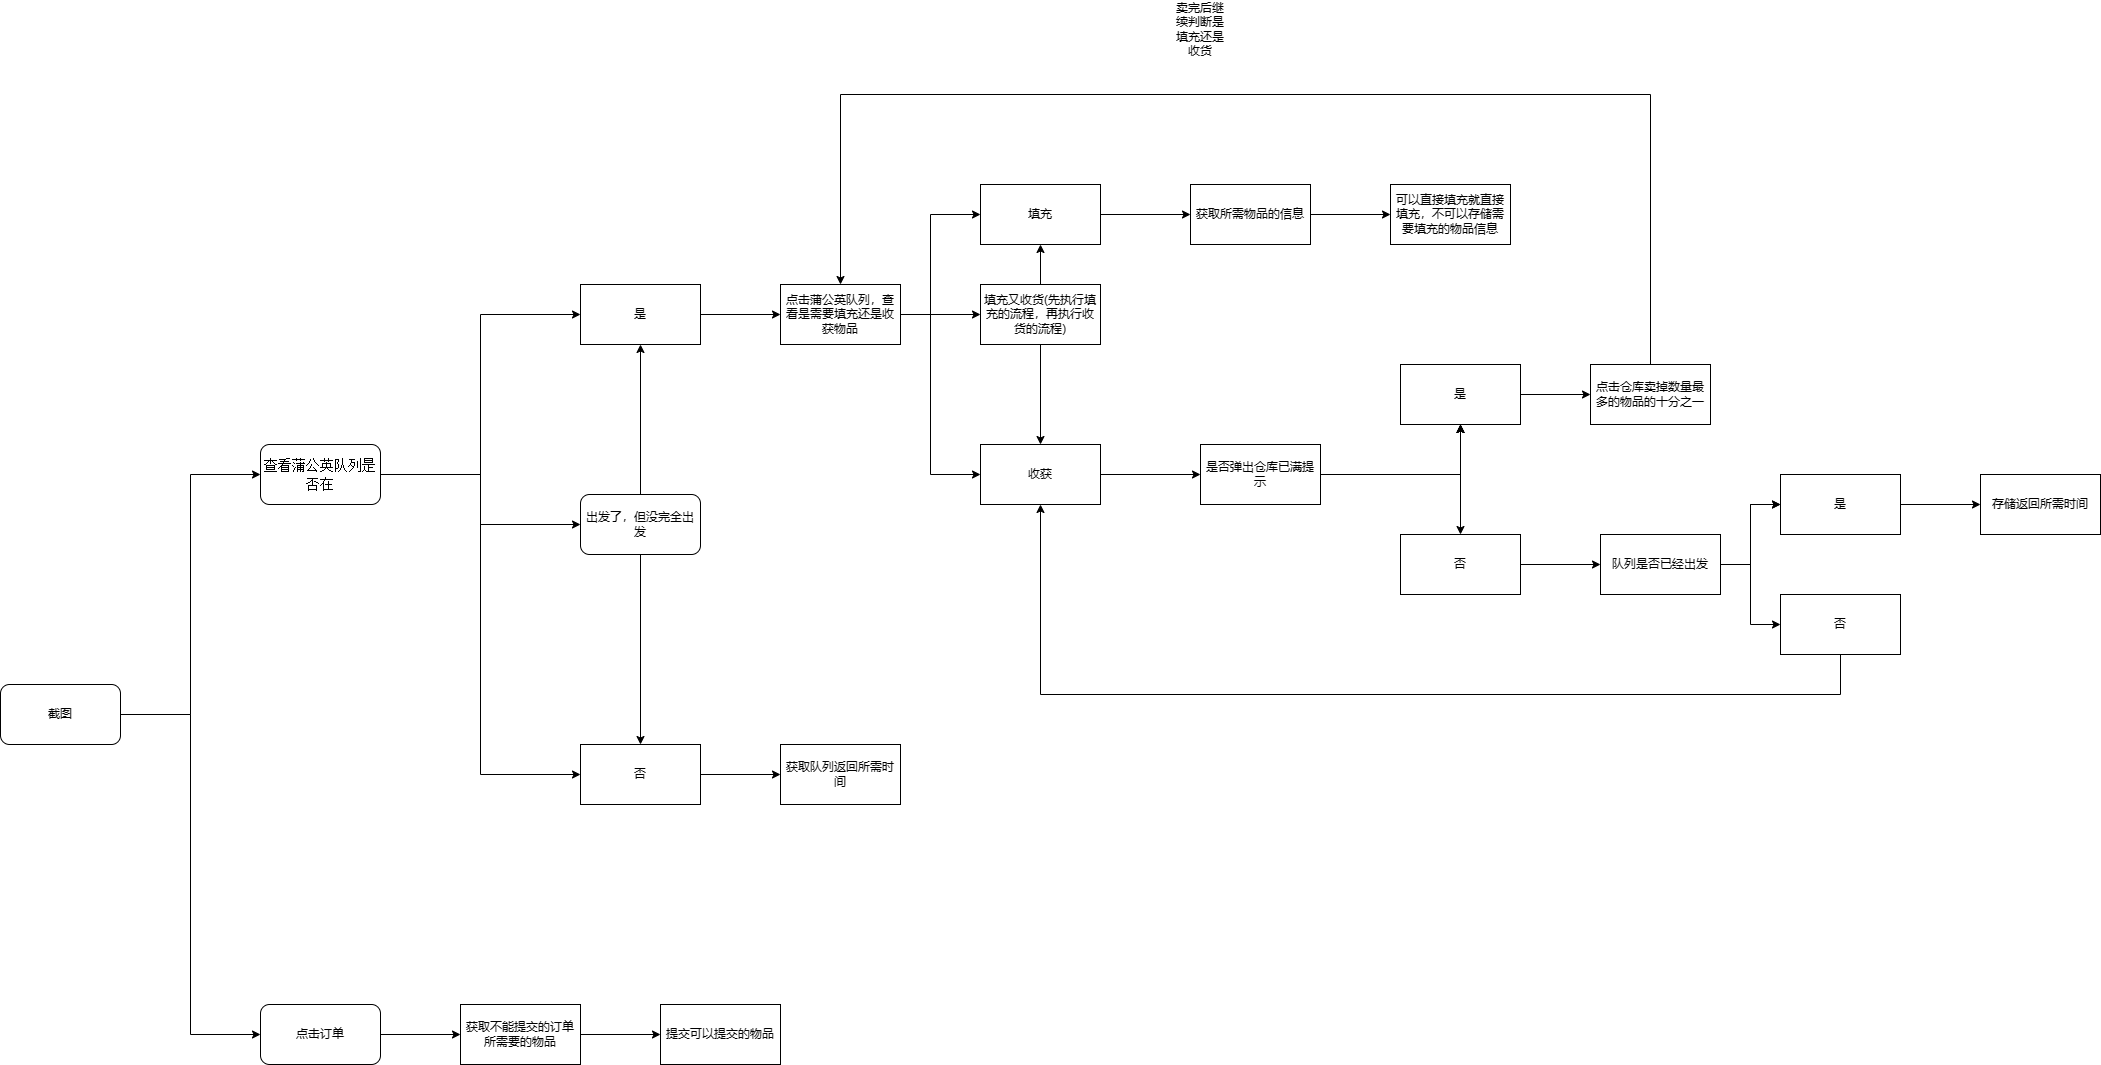 卖完后继
续判断是
填充还是
收货
填充
获取所需物品的信息
可以直接填充就直接
填充，不可以存储需
要填充的物品信息
是
点击蒲公英队列，查
看是需要填充还是收
获物品
填充又收货(先执行填
充的流程，再执行收
货的流程)
是
点击仓库卖掉数量最
多的物品的十分之一
查看蒲公英队列是
否在
收获
是否弹出仓库已满提
示
是
存储返回所需时间
出发了，但没完全出
发
否
队列是否已经出发
否
截图
否
获取队列返回所需时
间
点击订单
获取不能提交的订单
所需要的物品
提交可以提交的物品